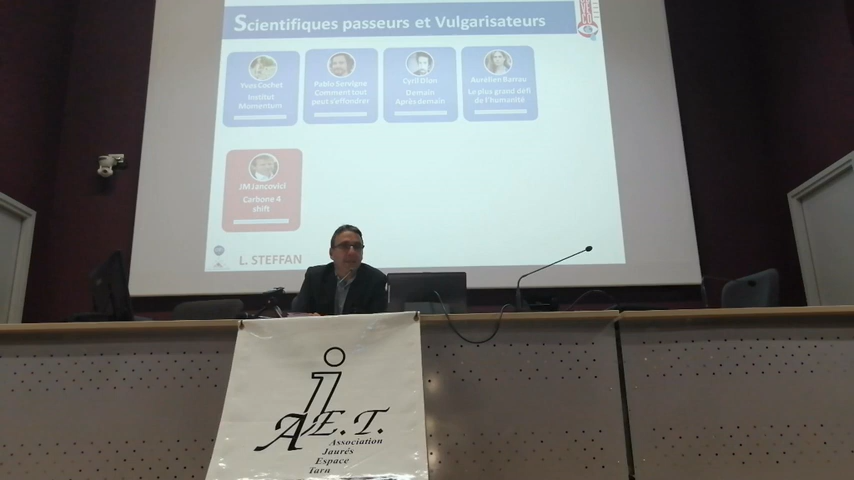 Scientifiques passeurs et Vulgarisateurs
Yves Cochet
Institut
Momentum
Pablo Servigne
Comment tout
peut s'effondrer
Cyril Dion
Demain
Après demain
Aurélien Barrau
Le plus grand défi
de l'humanité
JM Jancovici
Carbone 4
shift
L. STEFFAN
A j E. T.
Association
Jaurés
Espace
Tarn